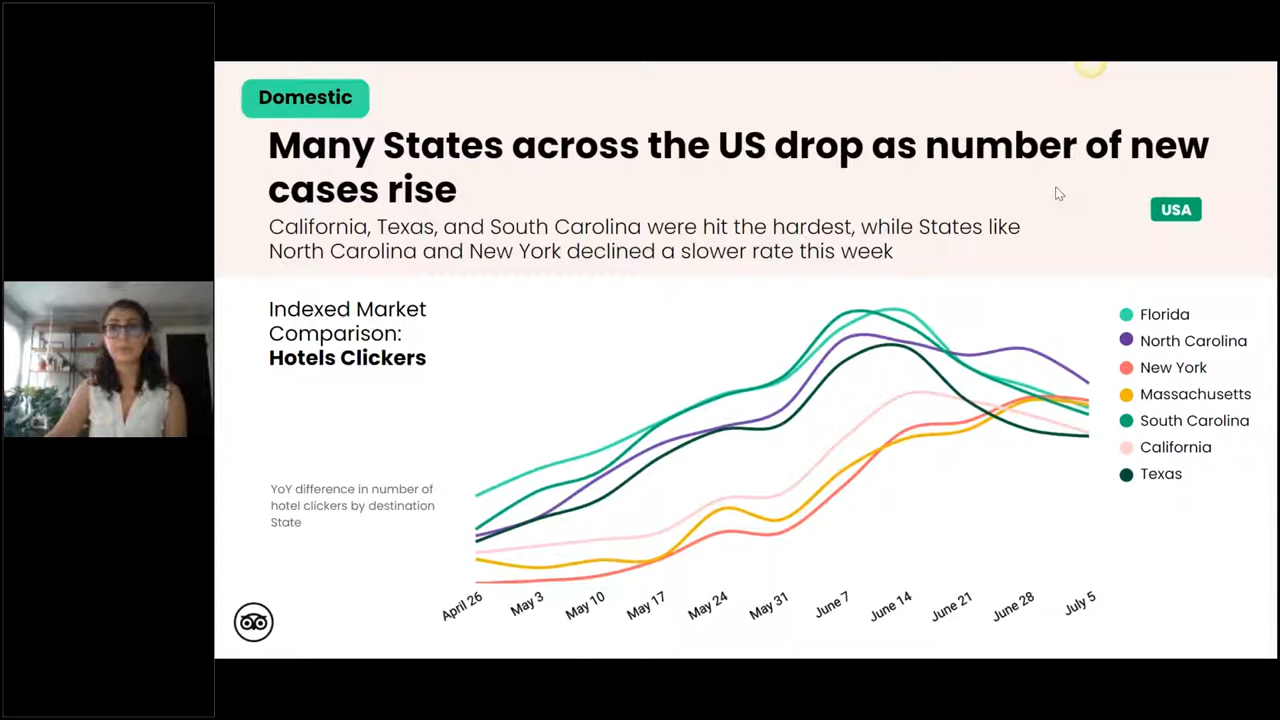 Domestic
Many States across the US drop as number of new
cases rise
California, Texas, and South Carolina were hit the hardest, while States like
North Carolina and New York declined a slower rate this week
USA
Indexed Market
Comparison:
Hotels Clickers
YoY difference in number of
hotel clickers by destination
State
Florida
North Carolina
New York
Massachusetts
South Carolina
California
Texas
April 26
May 3
May 10
May 17
May 24
May 31
June 7
June 14
June 21
June 28
July 5